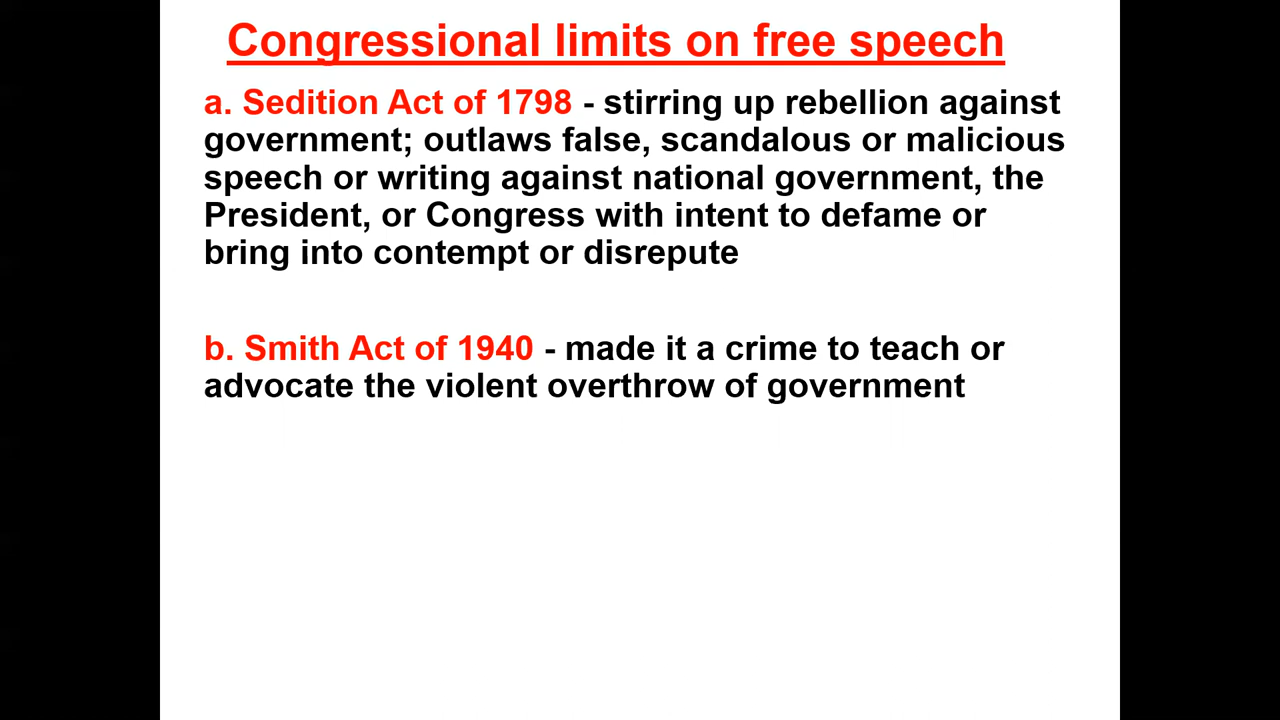 Congressional limits on free speech
a. Sedition Act of 1798 - stirring up rebellion against
government; outlaws false, scandalous or malicious
speech or writing against national government, the
President, or Congress with intent to defame or
bring into contempt or disrepute
b. Smith Act of 1940 - made it a crime to teach or
advocate the violent overthrow of government